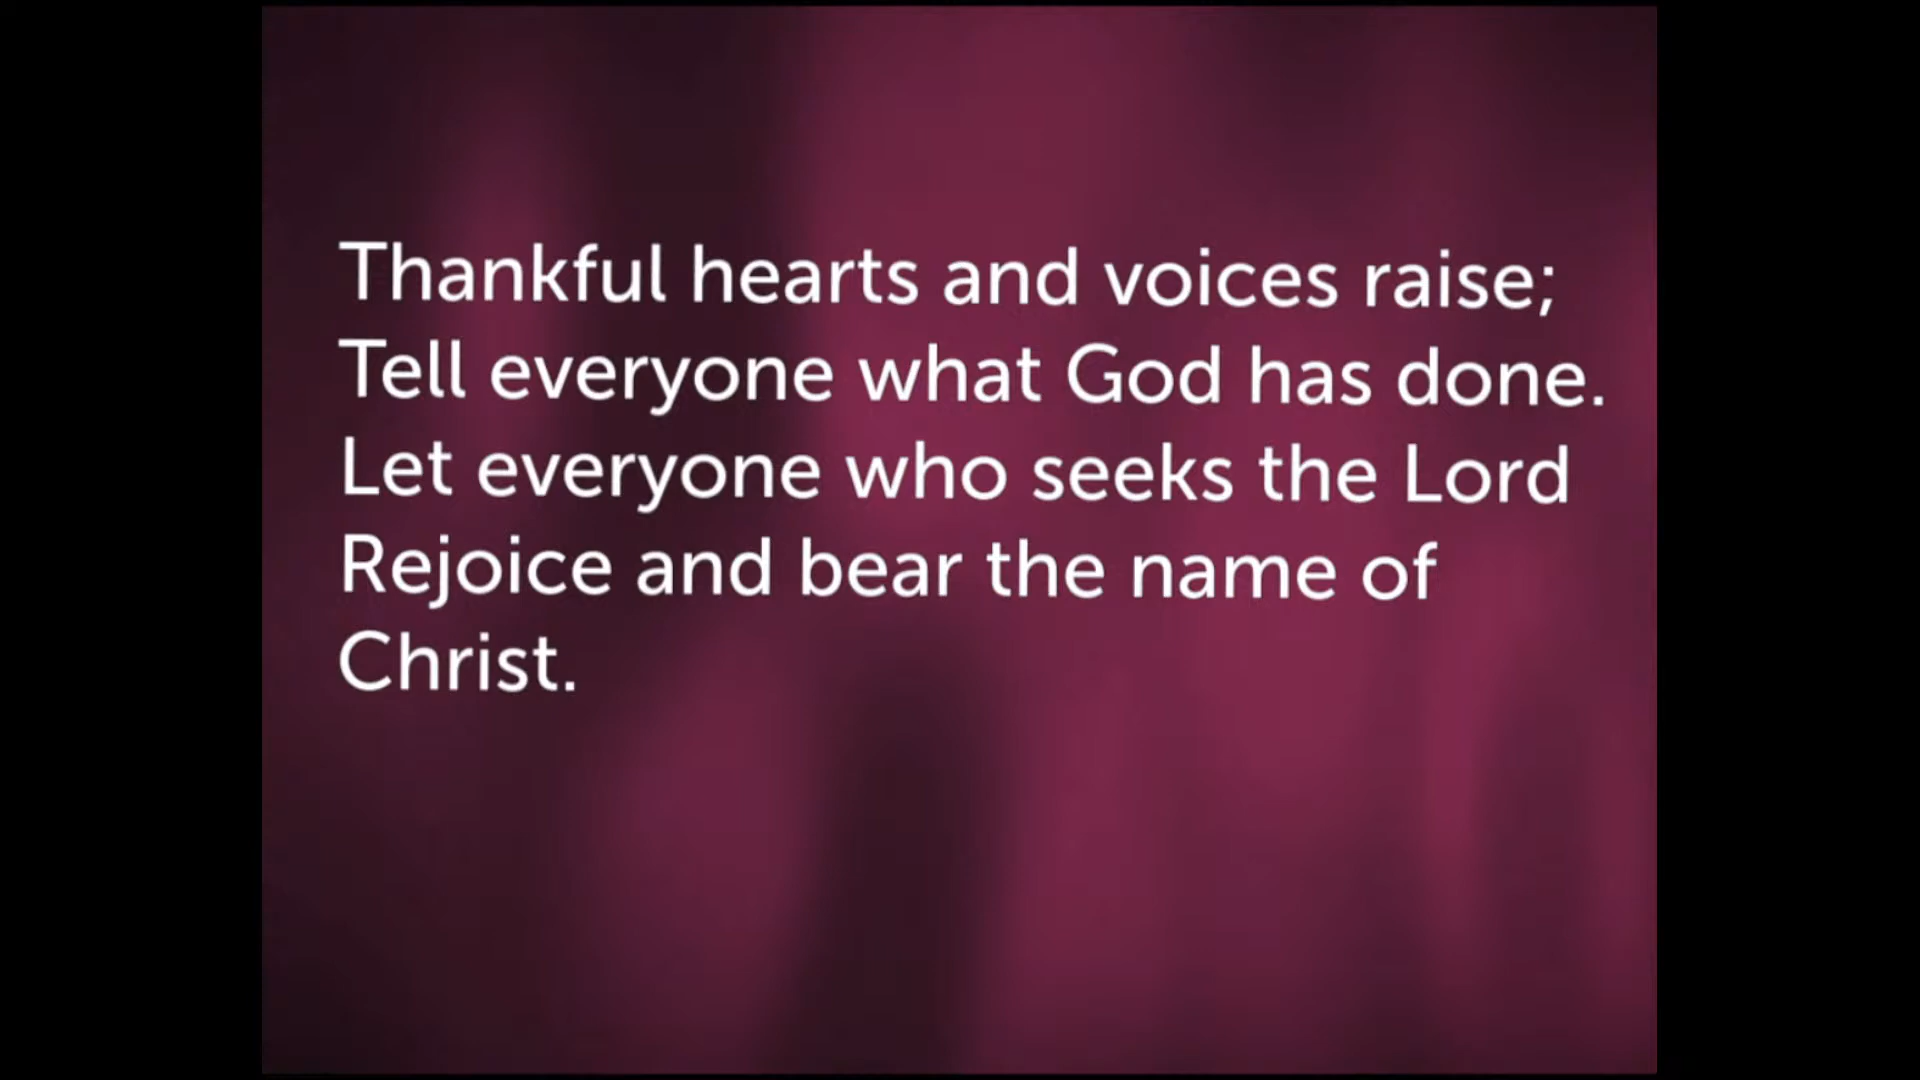 Thankful hearts and voices raise;
Tell everyone what God has done.
Let everyone who seeks the Lord
Rejoice and bear the name of
Christ.